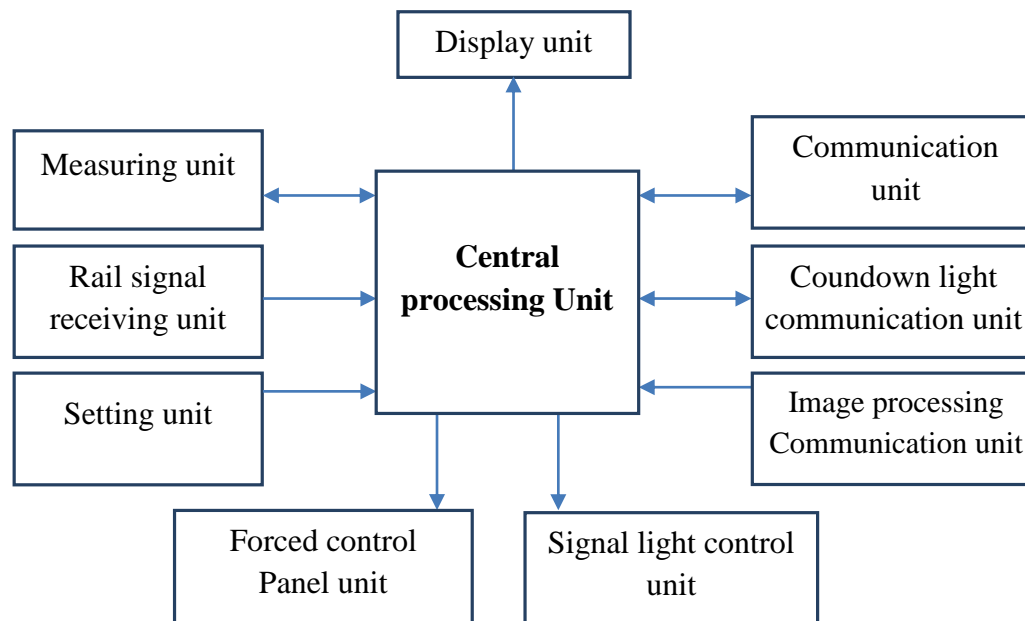 Display unit
Measuring unit
Communication
unit
Central
processing Unit
Rail signal
receiving unit
Coundown light
communication unit
Setting unit
Image processing
Communication unit
Forced control
Panel unit
Signal light control
unit